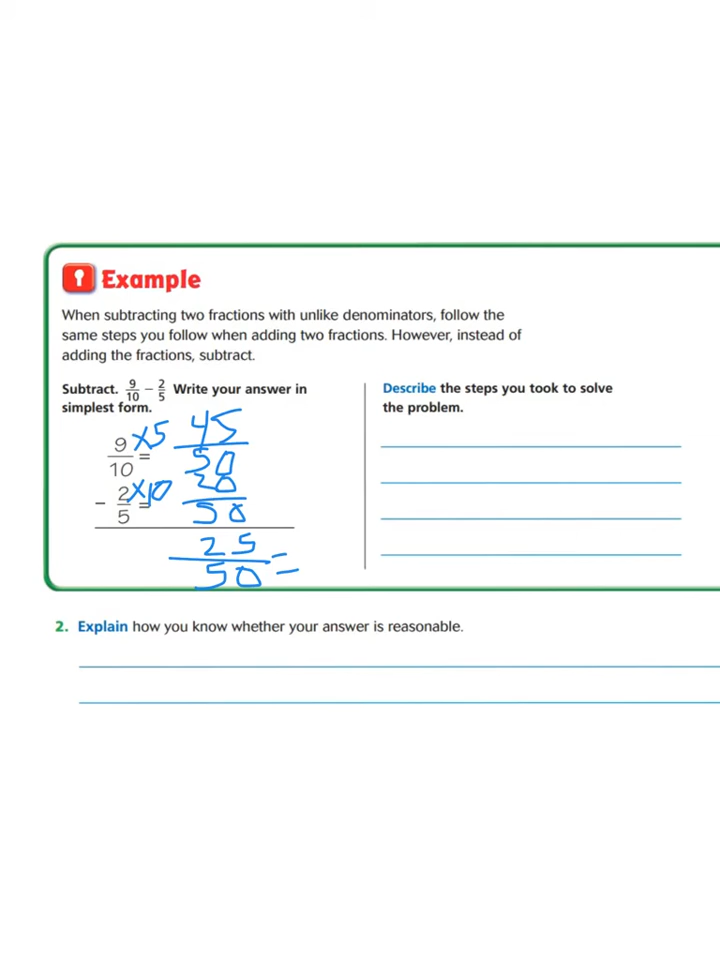 Example
When subtracting two fractions with unlike denominators, follow the
same steps you follow when adding two fractions. However, instead of
adding the fractions, subtract.
Subtract. 9/10 − 2/5 Write your answer in
simplest form.
9/10 = ×5 45/50
− 2/5 = ×10 20/50
25/50 =
Describe the steps you took to solve
the problem.
2. Explain how you know whether your answer is reasonable.